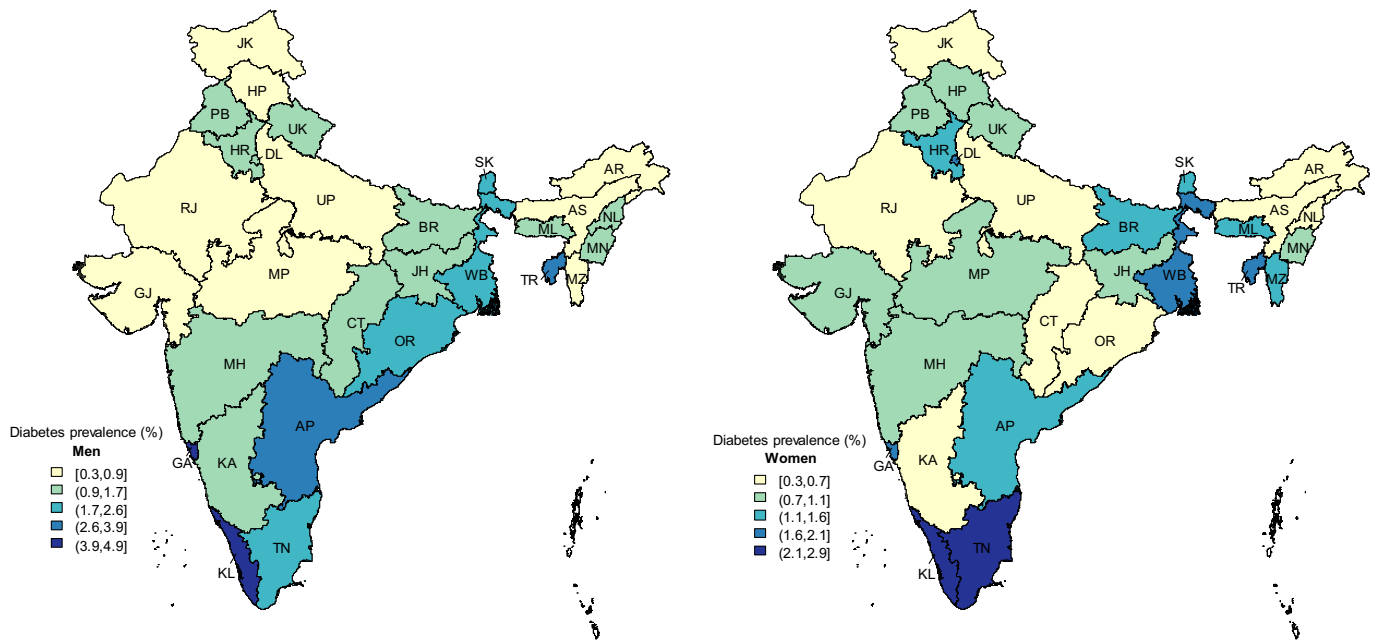 JK
HP
PB
UK
HR
DL
SK
AR
RJ
UP
AS
NL
BR
ML
MN
JH
MP
WB
TR
MZ
GJ
CT
OR
MH
AP
GA
KA
TN
KL
Diabetes prevalence (%)
Men
[0.3,0.9]
(0.9,1.7]
(1.7,2.6]
(2.6,3.9]
(3.9,4.9]
JK
HP
PB
UK
HR
DL
SK
AR
RJ
UP
AS
NL
BR
ML
MN
JH
MP
WB
TR
MZ
GJ
CT
OR
MH
AP
GA
KA
TN
KL
Diabetes prevalence (%)
Women
[0.3,0.7]
(0.7,1.1]
(1.1,1.6]
(1.6,2.1]
(2.1,2.9]